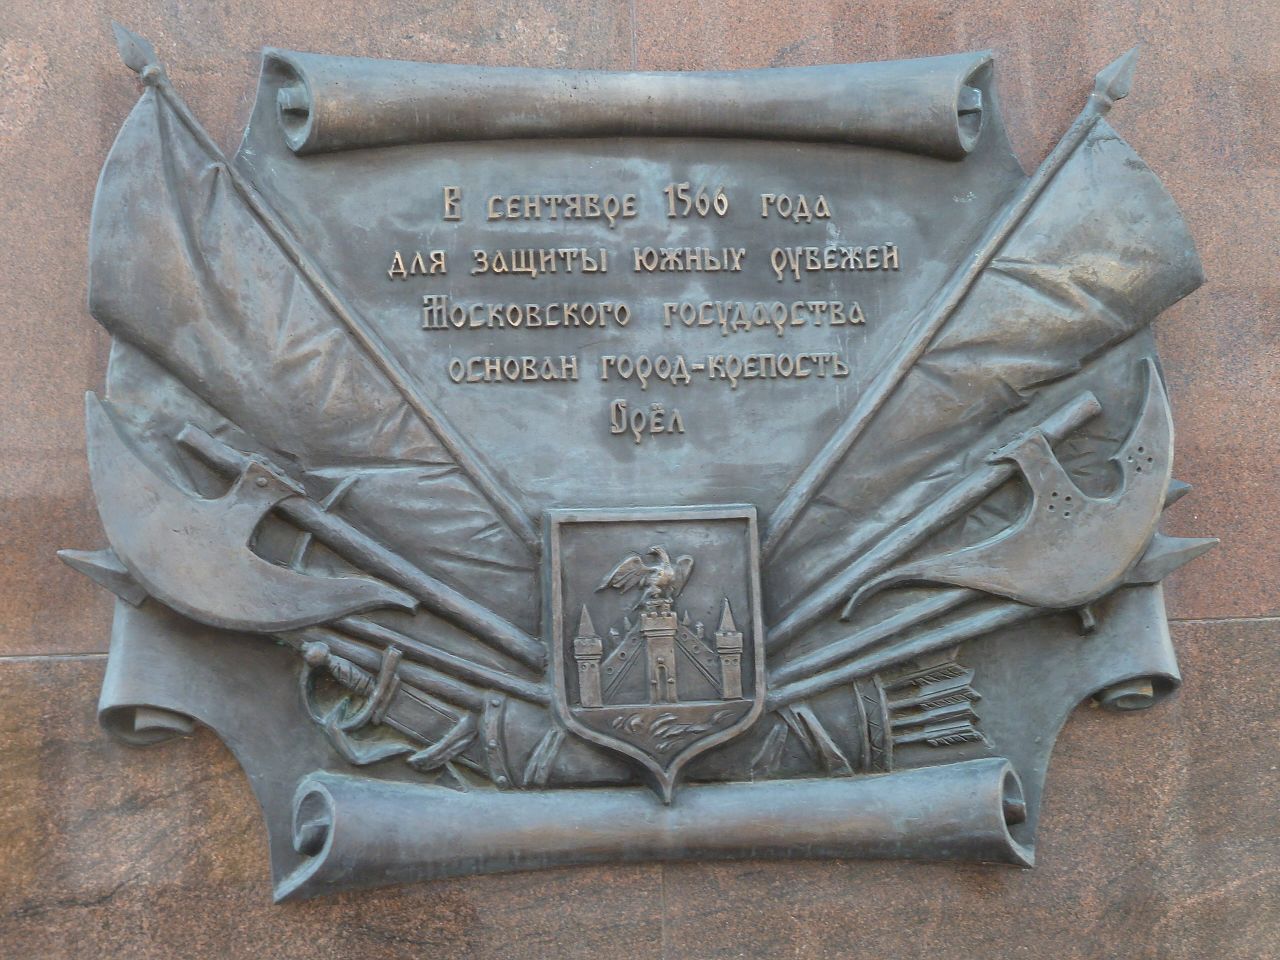 В сентябре 1566 года
для защиты южных рубежей
Московского государства
основан город-крепость
Орёл